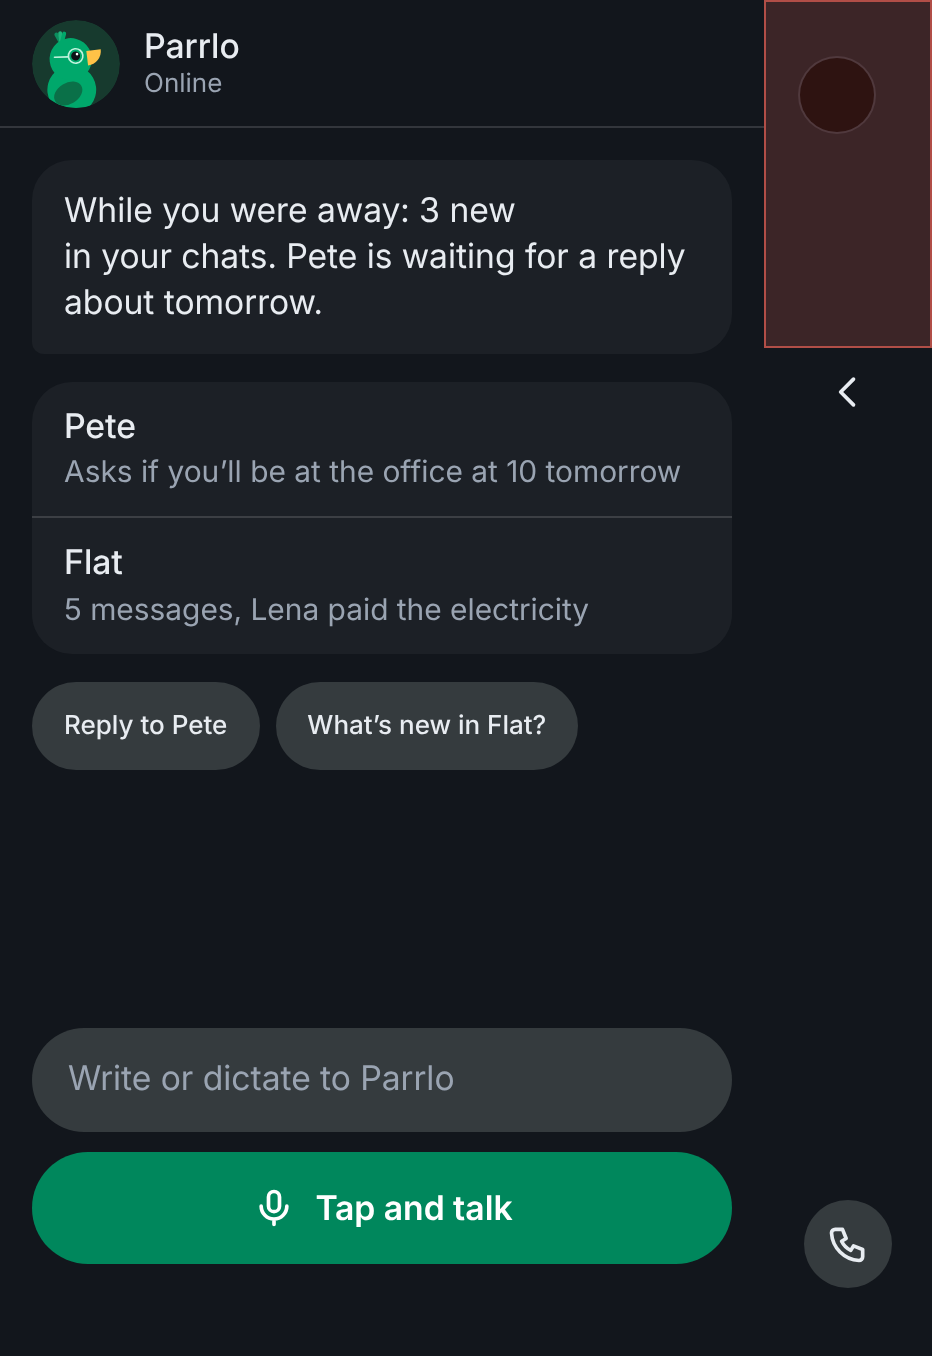 Parrlo
Online
While you were away: 3 new
in your chats. Pete is waiting for a reply
about tomorrow.
Pete
Asks if you’ll be at the office at 10 tomorrow
Flat
5 messages, Lena paid the electricity
Reply to Pete
What’s new in Flat?
Write or dictate to Parrlo
Tap and talk